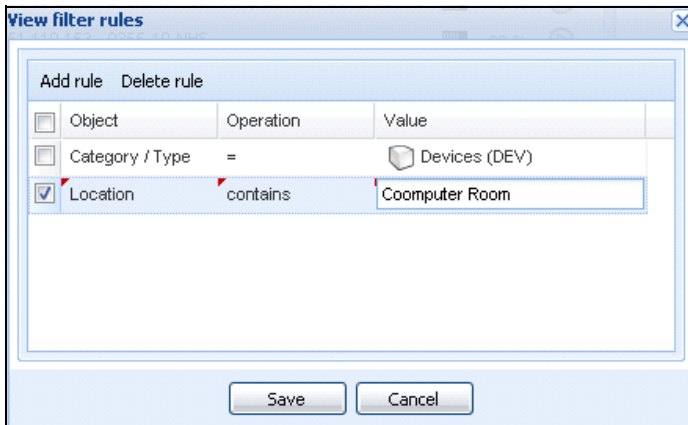 View filter rules
Add rule Delete rule
Object Operation Value
Category / Type = Devices (DEV)
Location contains Coomputer Room
Save Cancel